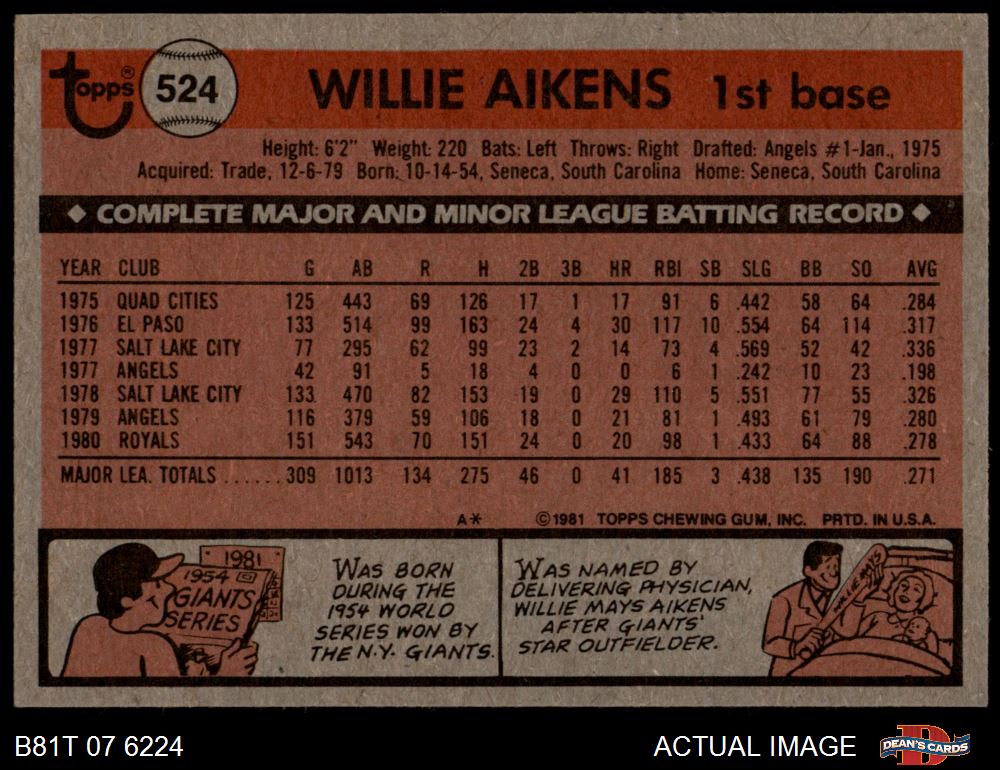 topps® 524 WILLIE AIKENS 1st base
Height: 6'2" Weight: 220 Bats: Left Throws: Right Drafted: Angels #1-Jan., 1975
Acquired: Trade, 12-6-79 Born: 10-14-54, Seneca, South Carolina Home: Seneca, South Carolina
◆ COMPLETE MAJOR AND MINOR LEAGUE BATTING RECORD ◆
YEAR CLUB G AB R H 2B 3B HR RBI SB SLG BB SO AVG
1975 QUAD CITIES 125 443 69 126 17 1 17 91 6 .442 58 64 .284
1976 EL PASO 133 514 99 163 24 4 30 117 10 .554 64 114 .317
1977 SALT LAKE CITY 77 295 62 99 23 2 14 73 4 .569 52 42 .336
1977 ANGELS 42 91 5 18 4 0 0 6 1 .242 10 23 .198
1978 SALT LAKE CITY 133 470 82 153 19 0 29 110 5 .551 77 55 .326
1979 ANGELS 116 379 59 106 18 0 21 81 1 .493 61 79 .280
1980 ROYALS 151 543 70 151 24 0 20 98 1 .433 64 88 .278
MAJOR LEA. TOTALS ...... 309 1013 134 275 46 0 41 185 3 .438 135 190 .271
A* ©1981 TOPPS CHEWING GUM, INC. PRTD. IN U.S.A.
1981
1954
GIANTS
SERIES
WAS BORN
DURING THE
1954 WORLD
SERIES WON BY
THE N.Y. GIANTS.
WAS NAMED BY
DELIVERING PHYSICIAN,
WILLIE MAYS AIKENS
AFTER GIANTS'
STAR OUTFIELDER.
WILLIE MAYS
B81T 07 6224 ACTUAL IMAGE D DEAN'S CARDS